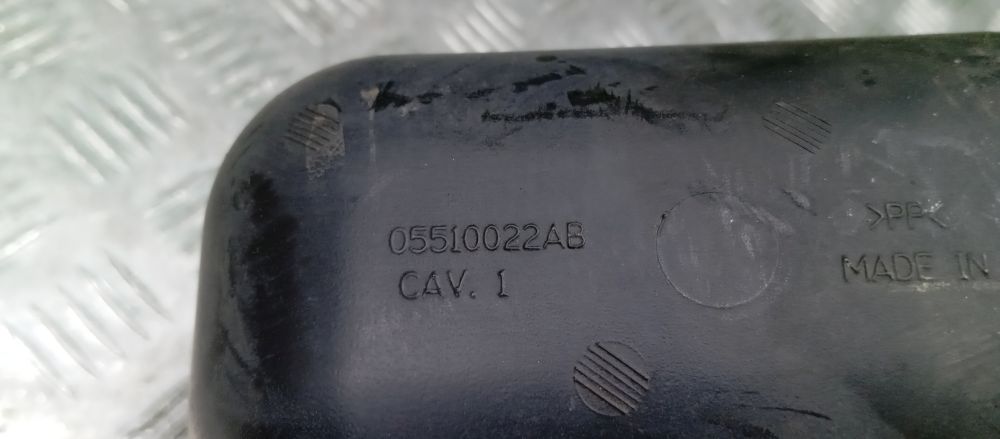 05510022AB
CAV. 1
>PP<
MADE IN